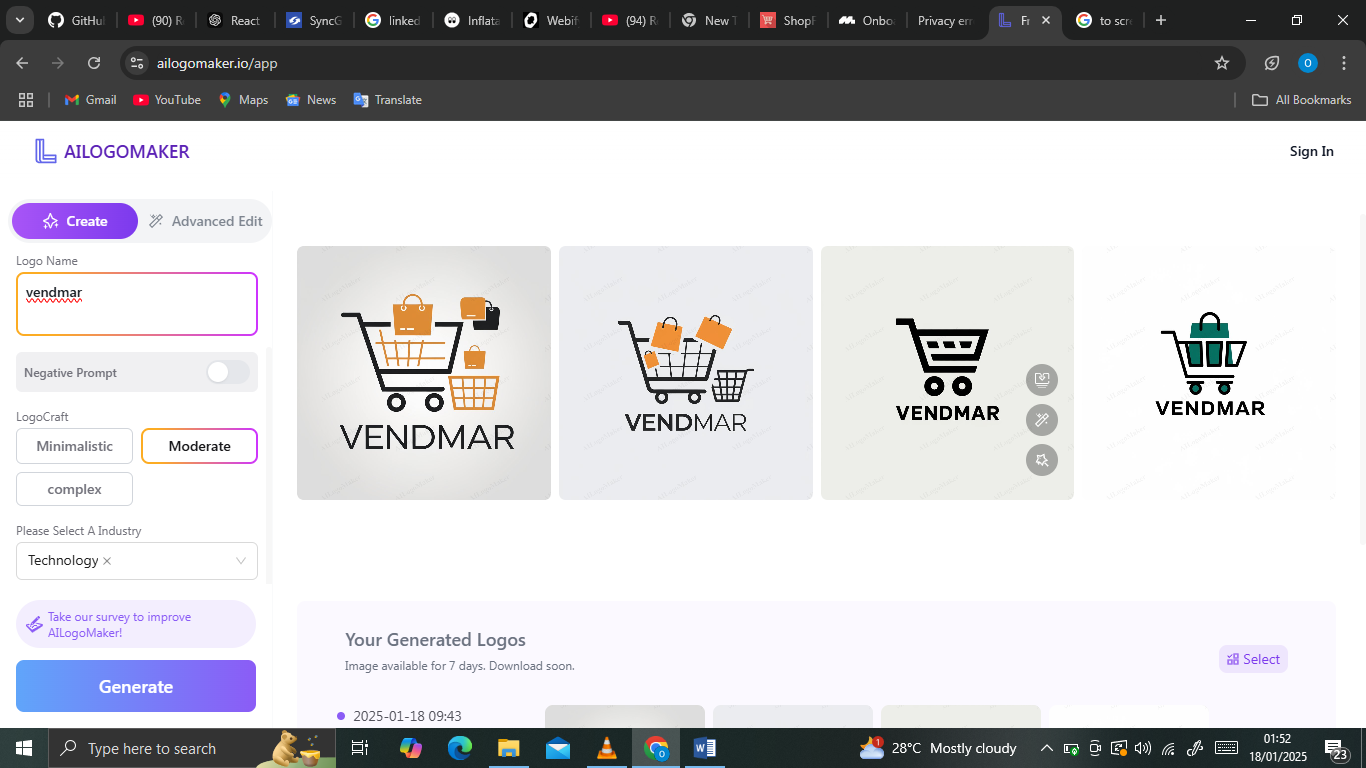 GitHu
(90) R
React
SyncG
linked
Inflata
Webif
(94) R
New T
ShopF
Onbo
Privacy err
Fr
to scre
ailogomaker.io/app
O
Gmail
YouTube
Maps
News
Translate
All Bookmarks
AILOGOMAKER
Sign In
Create
Advanced Edit
Logo Name
vendmar
Negative Prompt
LogoCraft
Minimalistic
Moderate
complex
Please Select A Industry
Technology
Take our survey to improve
AILogoMaker!
Generate
VENDMAR
VENDMAR
VENDMAR
VENDMAR
Your Generated Logos
Image available for 7 days. Download soon.
Select
2025-01-18 09:43
Type here to search
1
28°C Mostly cloudy
01:52
18/01/2025
23